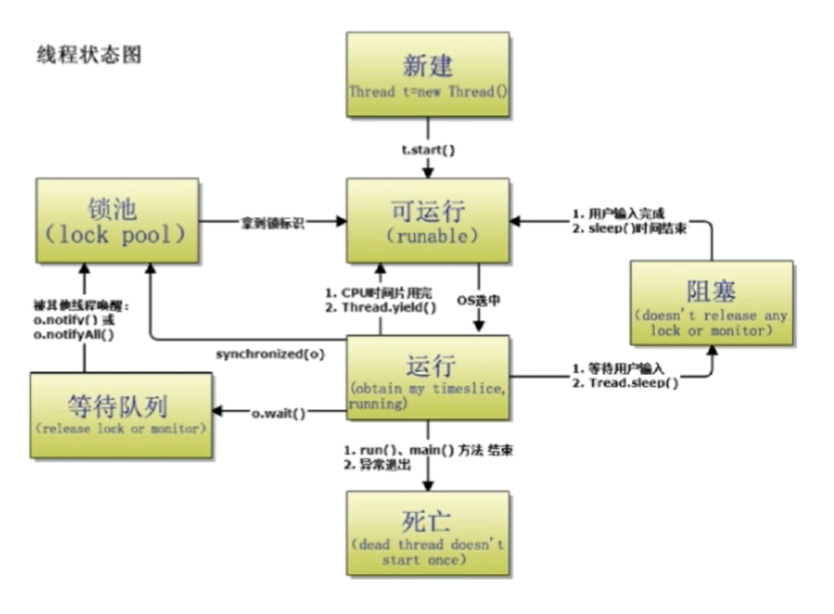 线程状态图
新建
Thread t=new Thread()
t.start()
锁池
(lock pool)
拿到锁标识
可运行
(runable)
1. 用户输入完成
2. sleep()时间结束
阻塞
(doesn't release any
lock or monitor)
被其他线程唤醒：
o.notify() 或
o.notifyAll()
1. CPU时间片用完
2. Thread.yield()
OS选中
synchronized(o)
运行
(obtain my timeslice,
running)
1. 等待用户输入
2. Tread.sleep()
等待队列
(release lock or monitor)
o.wait()
1. run()、main() 方法 结束
2. 异常退出
死亡
(dead thread doesn't
start once)